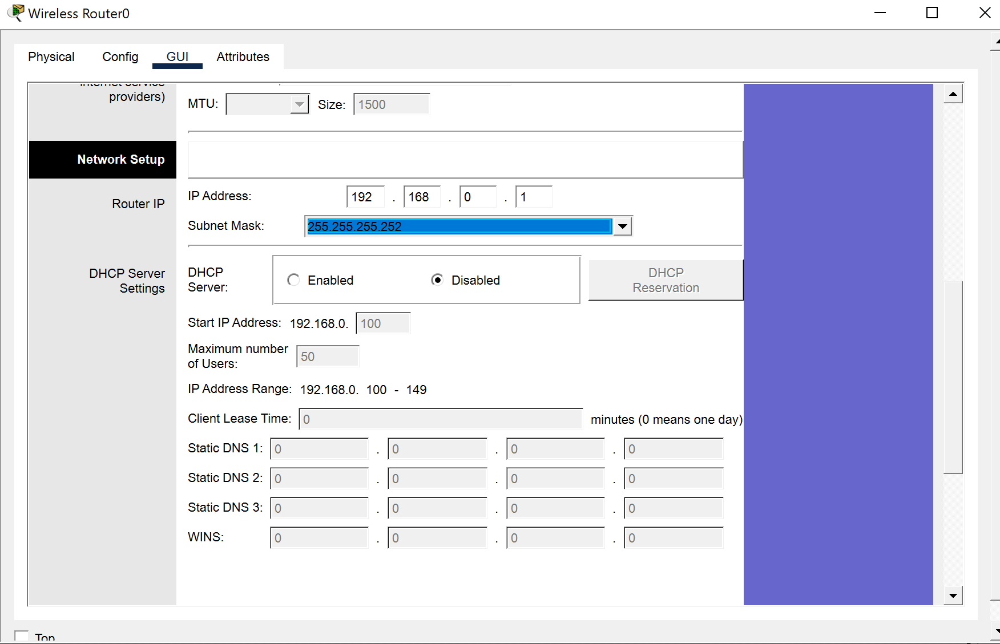 Wireless Router0
Physical Config GUI Attributes
internet service
providers)
MTU: Size: 1500
Network Setup
Router IP
IP Address: 192 . 168 . 0 . 1
Subnet Mask: 255.255.255.252
DHCP Server
Settings
DHCP
Server:
Enabled Disabled
DHCP
Reservation
Start IP Address: 192.168.0. 100
Maximum number
of Users: 50
IP Address Range: 192.168.0. 100 - 149
Client Lease Time: 0 minutes (0 means one day)
Static DNS 1: 0 . 0 . 0 . 0
Static DNS 2: 0 . 0 . 0 . 0
Static DNS 3: 0 . 0 . 0 . 0
WINS: 0 . 0 . 0 . 0
Top